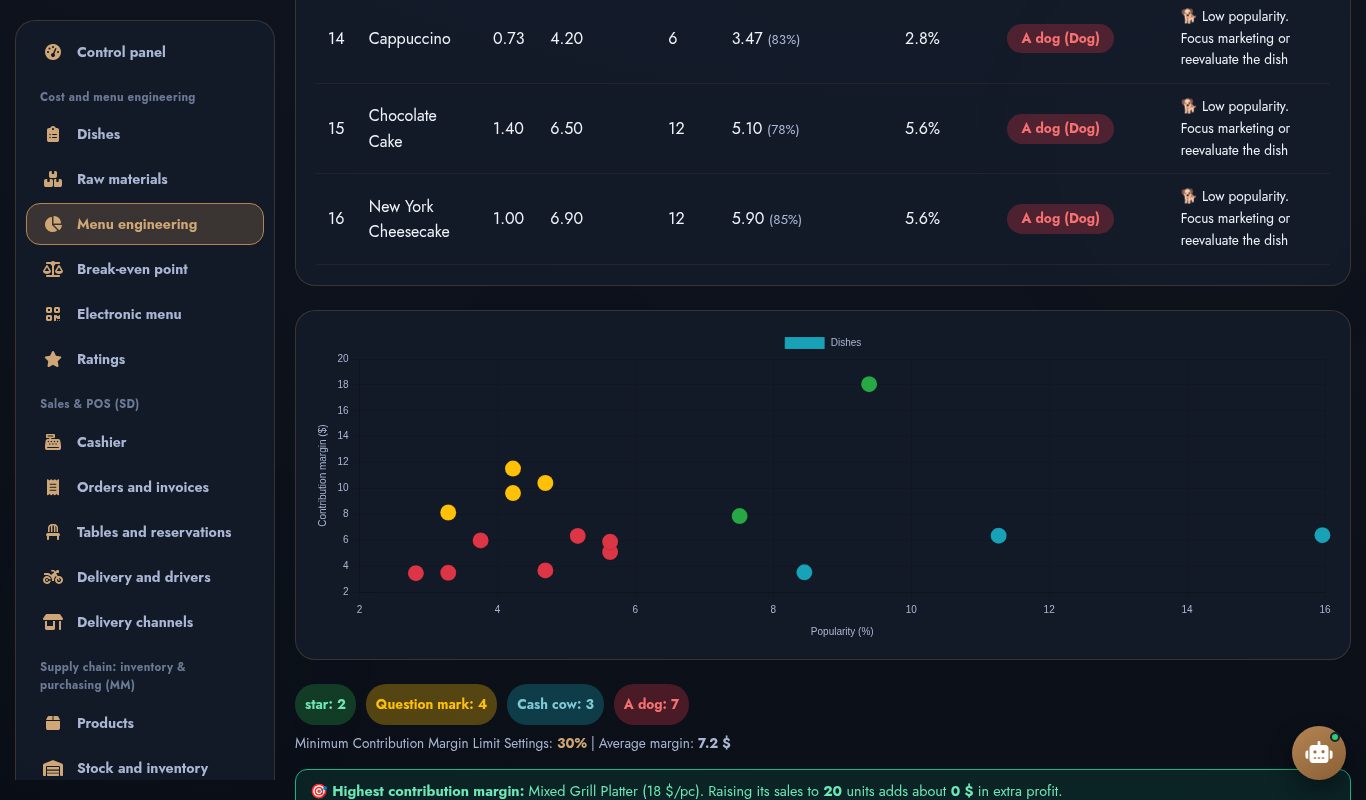 Control panel
Cost and menu engineering
Dishes
Raw materials
Menu engineering
Break-even point
Electronic menu
Ratings
Sales & POS (SD)
Cashier
Orders and invoices
Tables and reservations
Delivery and drivers
Delivery channels
Supply chain: inventory &
purchasing (MM)
Products
Stock and inventory
14 Cappuccino 0.73 4.20 6 3.47 (83%) 2.8% A dog (Dog) 🐕 Low popularity.
Focus marketing or
reevaluate the dish
15 Chocolate
Cake 1.40 6.50 12 5.10 (78%) 5.6% A dog (Dog) 🐕 Low popularity.
Focus marketing or
reevaluate the dish
16 New York
Cheesecake 1.00 6.90 12 5.90 (85%) 5.6% A dog (Dog) 🐕 Low popularity.
Focus marketing or
reevaluate the dish
Dishes
Contribution margin ($)
20
18
16
14
12
10
8
6
4
2
2 4 6 8 10 12 14 16
Popularity (%)
star: 2 Question mark: 4 Cash cow: 3 A dog: 7
Minimum Contribution Margin Limit Settings: 30% | Average margin: 7.2 $
🎯 Highest contribution margin: Mixed Grill Platter (18 $/pc). Raising its sales to 20 units adds about 0 $ in extra profit.